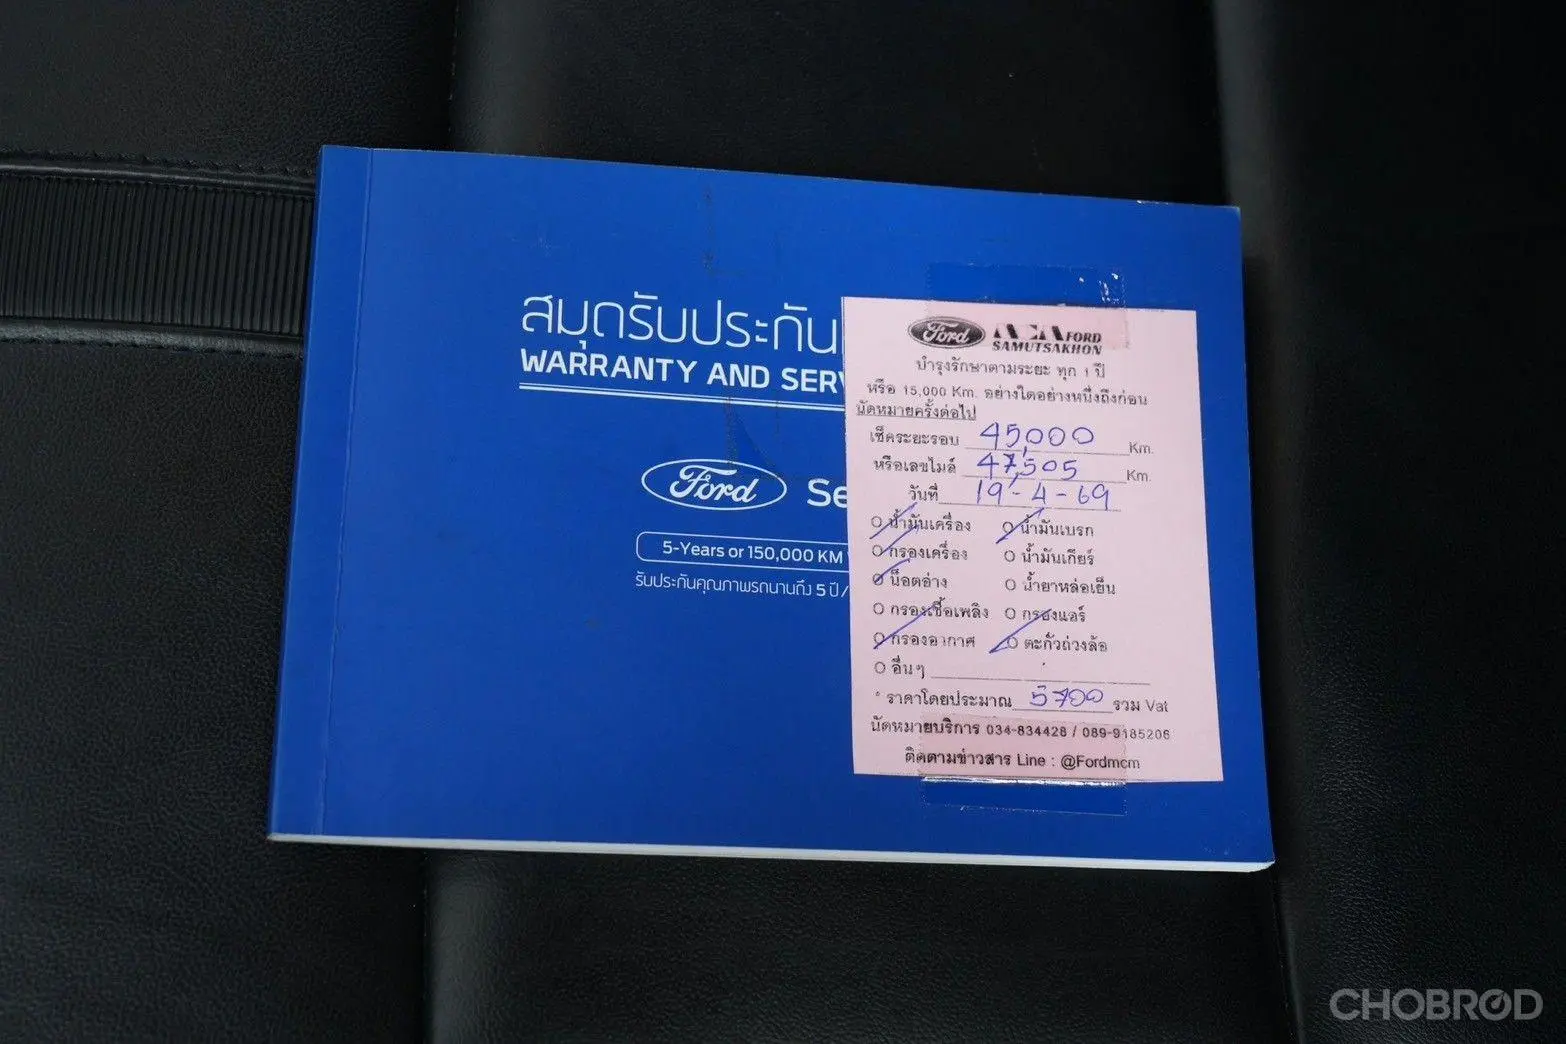 สมุดรับประกัน
WARRANTY AND SERV
Ford Se
5-Years or 150,000 KM
รับประกันคุณภาพรถนานถึง 5 ปี /
Ford ACA FORD
SAMUTSAKHON
บำรุงรักษาตามระยะ ทุก 1 ปี
หรือ 15,000 Km. อย่างใดอย่างหนึ่งถึงก่อน
นัดหมายครั้งต่อไป
เช็คระยะรอบ 45,000 Km.
หรือเลขไมล์ 47,505 Km.
วันที่ 19-4-69
น้ำมันเครื่อง น้ำมันเบรก
กรองเครื่อง น้ำมันเกียร์
น็อตอ่าง น้ำยาหล่อเย็น
กรองเชื้อเพลิง กรองแอร์
กรองอากาศ ตะกั่วถ่วงล้อ
อื่นๆ
* ราคาโดยประมาณ 5700 รวม Vat
นัดหมายบริการ 034-834428 / 089-9185206
ติดตามข่าวสาร Line : @Fordmcm
CHOBROD